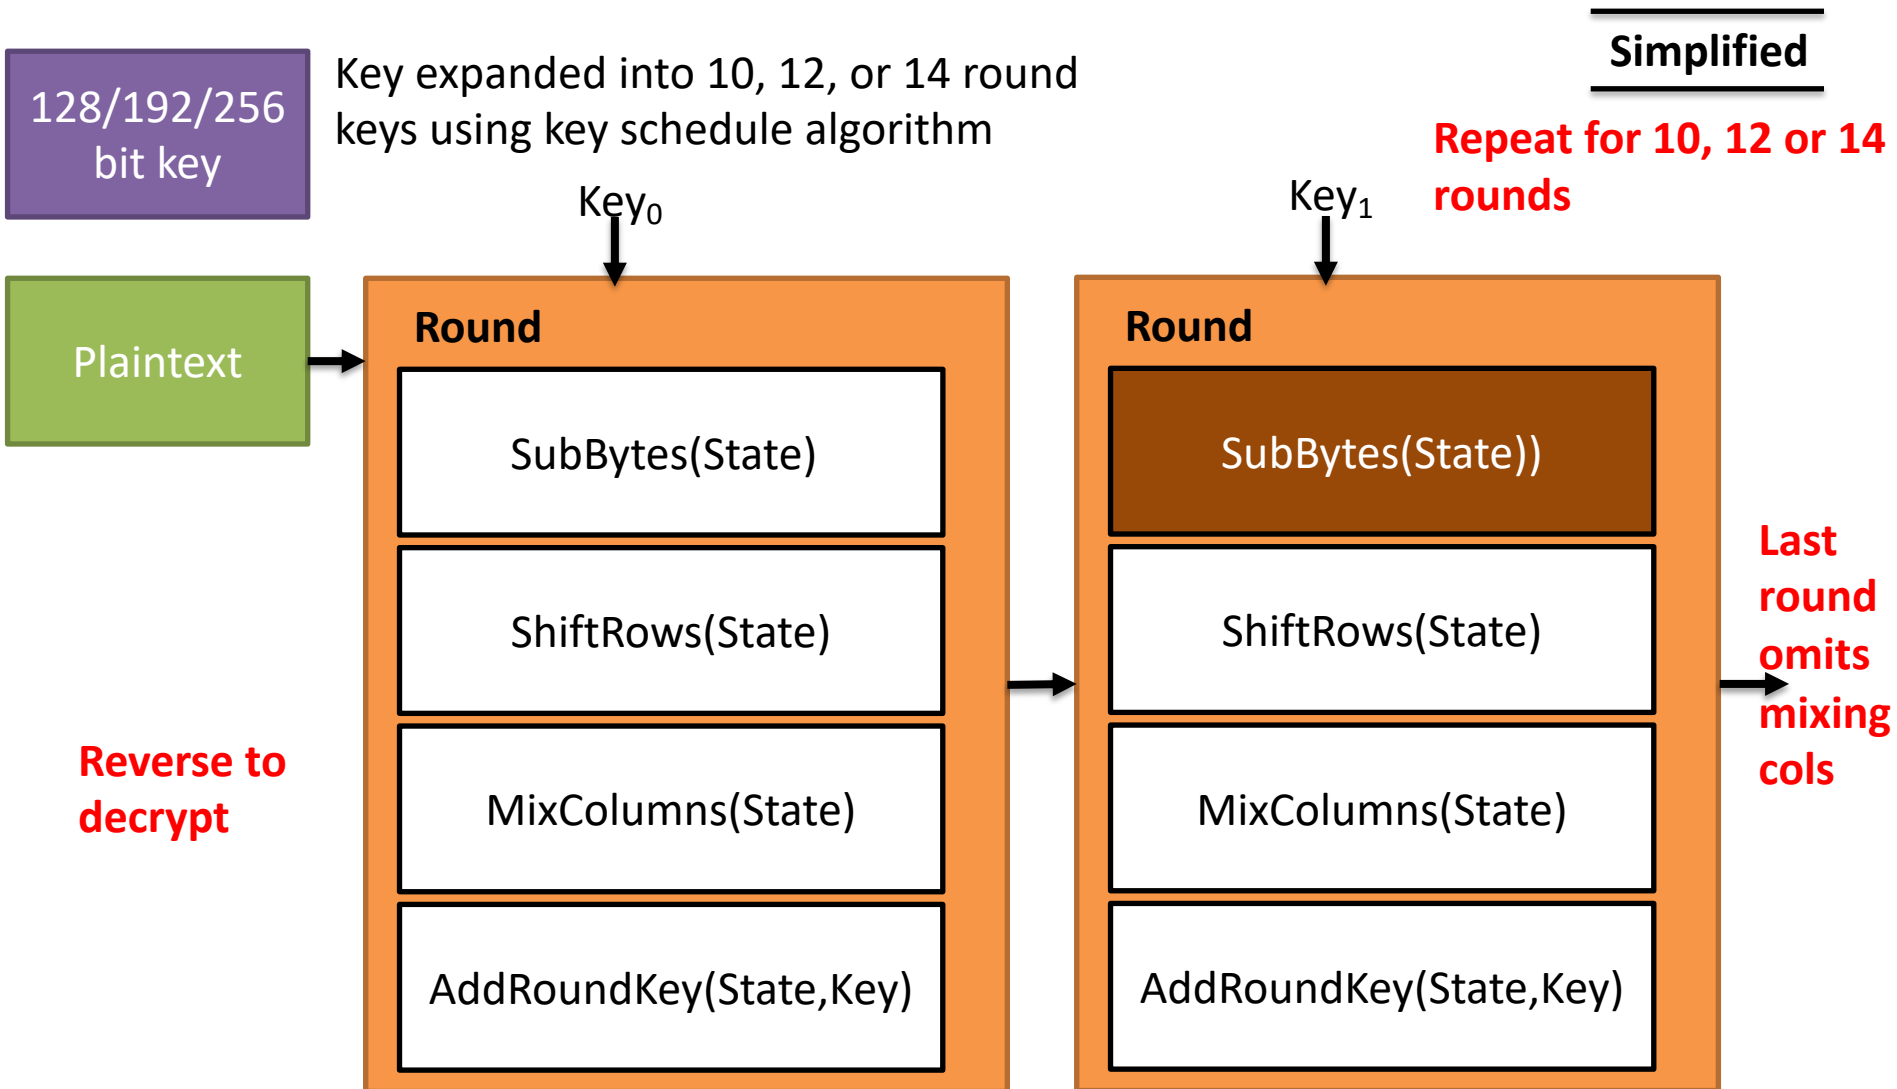 Simplified
128/192/256
bit key
Key expanded into 10, 12, or 14 round
keys using key schedule algorithm
Repeat for 10, 12 or 14
rounds
Key₀
Key₁
Plaintext
Round
SubBytes(State)
ShiftRows(State)
MixColumns(State)
AddRoundKey(State,Key)
Round
SubBytes(State))
ShiftRows(State)
MixColumns(State)
AddRoundKey(State,Key)
Last
round
omits
mixing
cols
Reverse to
decrypt